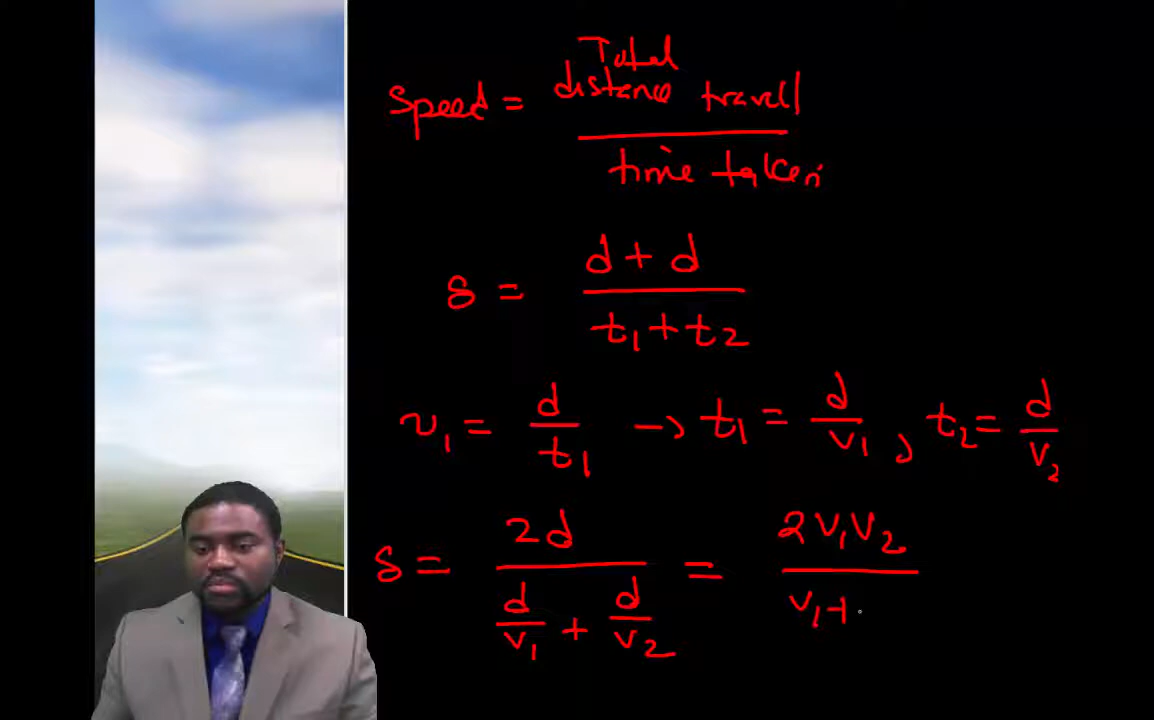 Total
Speed = distance travell
time taken
s = d + d
t1 + t2
v1 = d / t1 → t1 = d / v1 , t2 = d / v2
s = 2d / d/v1 + d/v2 = 2v1v2 / v1+